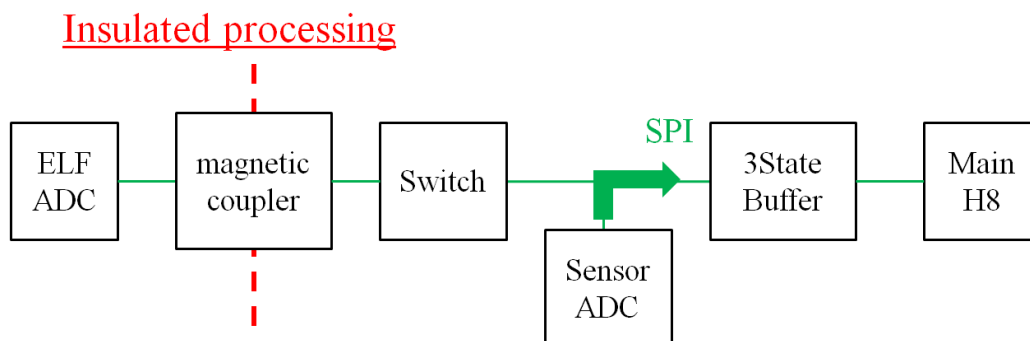 Insulated processing
ELF
ADC
magnetic
coupler
Switch
SPI
Sensor
ADC
3State
Buffer
Main
H8